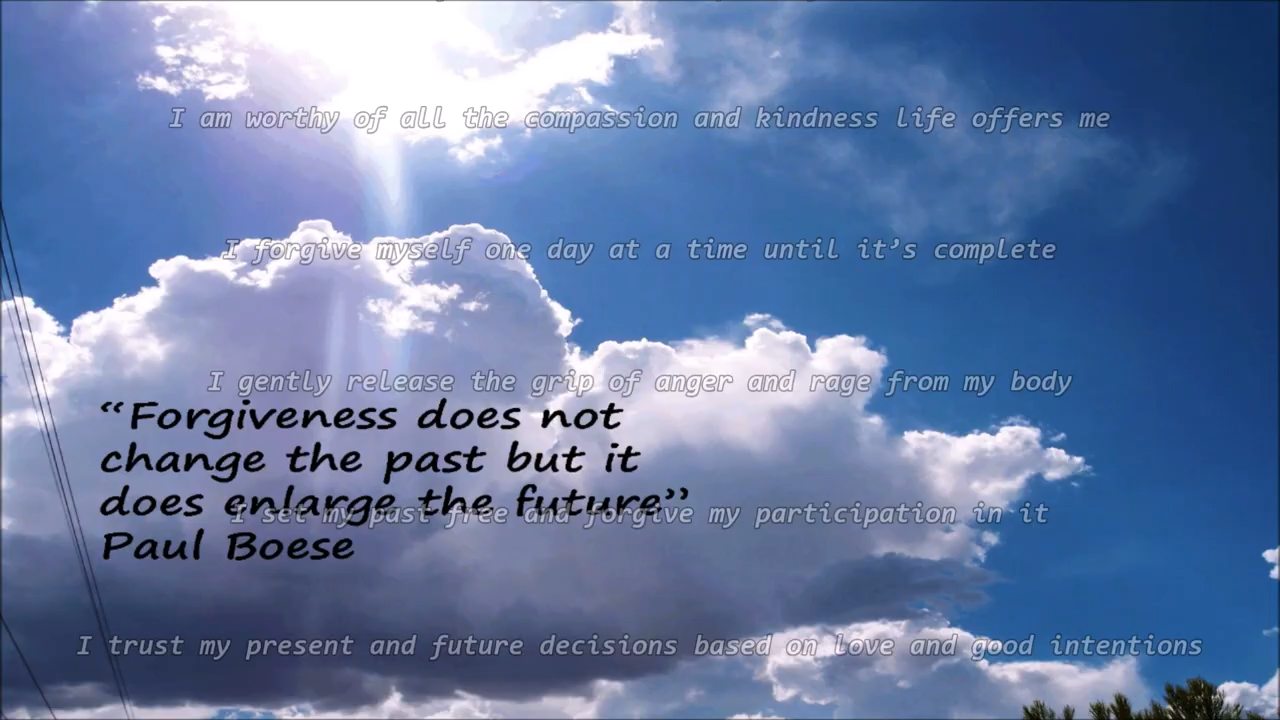 I am worthy of all the compassion and kindness life offers me
I forgive myself one day at a time until it’s complete
I gently release the grip of anger and rage from my body
“Forgiveness does not
change the past but it
does enlarge the future”
I set my past free and forgive my participation in it
Paul Boese
I trust my present and future decisions based on love and good intentions